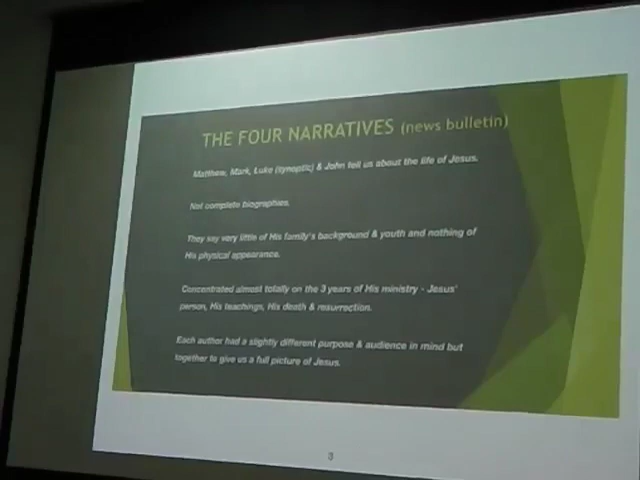 THE FOUR NARRATIVES (news bulletin)
Matthew, Mark, Luke (synoptic) & John tell us about the life of Jesus.
Not complete biographies.
They say very little of His family's background & youth and nothing of
His physical appearance.
Concentrated almost totally on the 3 years of His ministry - Jesus'
person, His teachings, His death & resurrection.
Each author had a slightly different purpose & audience in mind but
together to give us a full picture of Jesus.
3